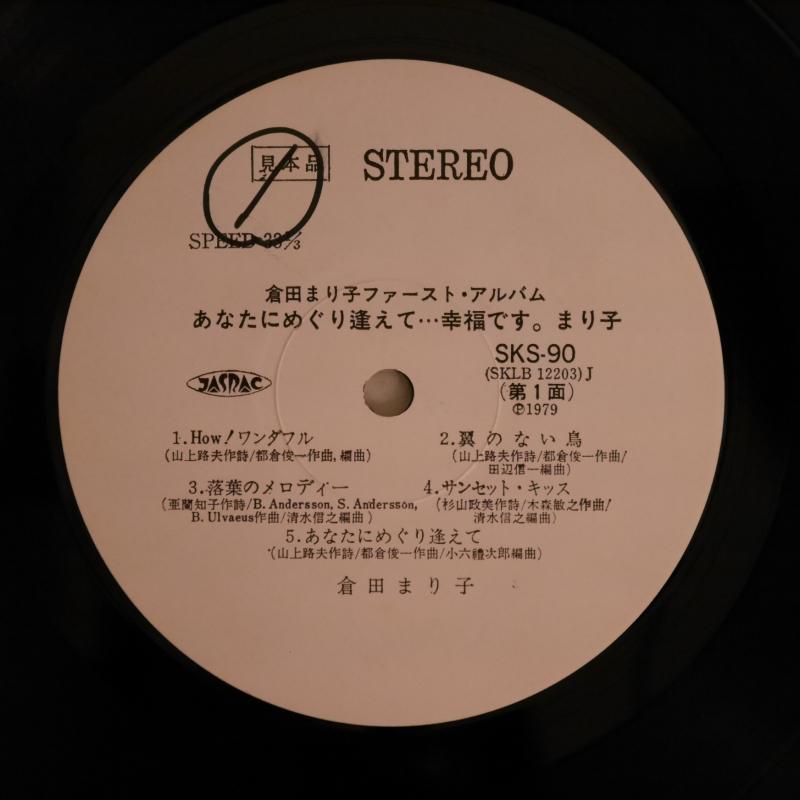 見本品 STEREO
SPEED 33⅓
倉田まり子ファースト・アルバム
あなたにめぐり逢えて…幸福です。まり子
SKS-90
JASRAC (SKLB 12203) J
(第1面)
℗1979
1.How!ワンダフル
(山上路夫作詩/都倉俊一作曲,編曲)
2.翼のない鳥
(山上路夫作詩/都倉俊一作曲/
田辺信一編曲)
3.落葉のメロディー
(亜蘭知子作詩/B. Andersson, S. Andersson,
B. Ulvaeus作曲/清水信之編曲)
4.サンセット・キッス
(杉山政美作詩/木森敏之作曲/
清水信之編曲)
5.あなたにめぐり逢えて
(山上路夫作詩/都倉俊一作曲/小六禮次郎編曲)
倉田まり子